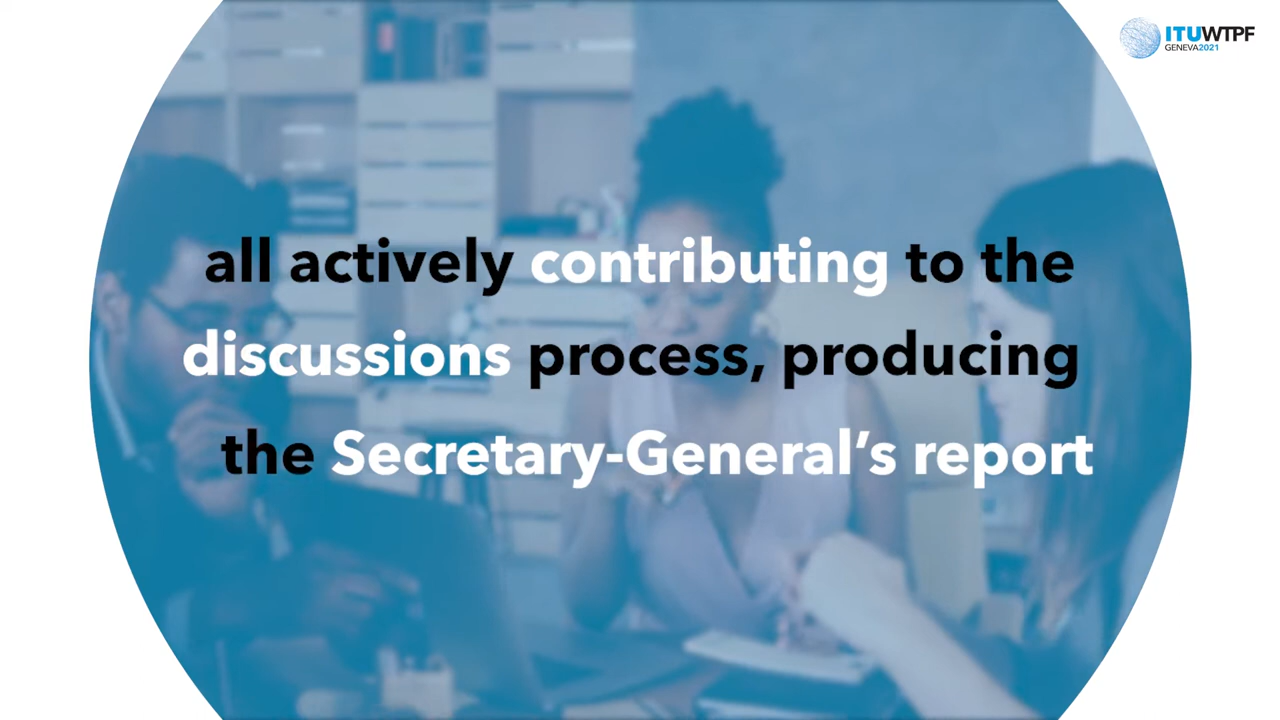 ITUWTPF
GENEVA2021
all actively contributing to the
discussions process, producing
the Secretary-General’s report